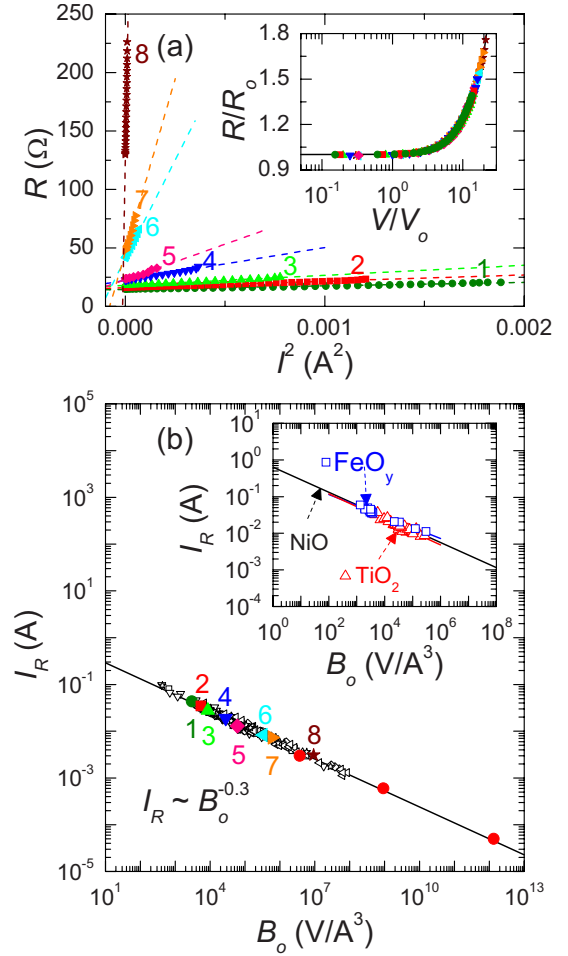 250
200
150
100
50
0
R (Ω)
(a)
8
7
6
5
4
3
2
1
1.8
1.5
1.2
0.9
R/Rₒ
10⁻¹ 10⁰ 10¹
V/Vₒ
0.000 0.001 0.002
I² (A²)
10⁵
10³
10¹
10⁻¹
10⁻³
10⁻⁵
I_R (A)
(b)
10¹
10⁰
10⁻¹
10⁻²
10⁻³
10⁻⁴
I_R (A)
FeO_y
NiO
TiO₂
10⁰ 10² 10⁴ 10⁶ 10⁸
Bₒ (V/A³)
2
4
6
8
1
3
5
7
I_R ~ Bₒ^-0.3
10¹ 10⁴ 10⁷ 10¹⁰ 10¹³
Bₒ (V/A³)